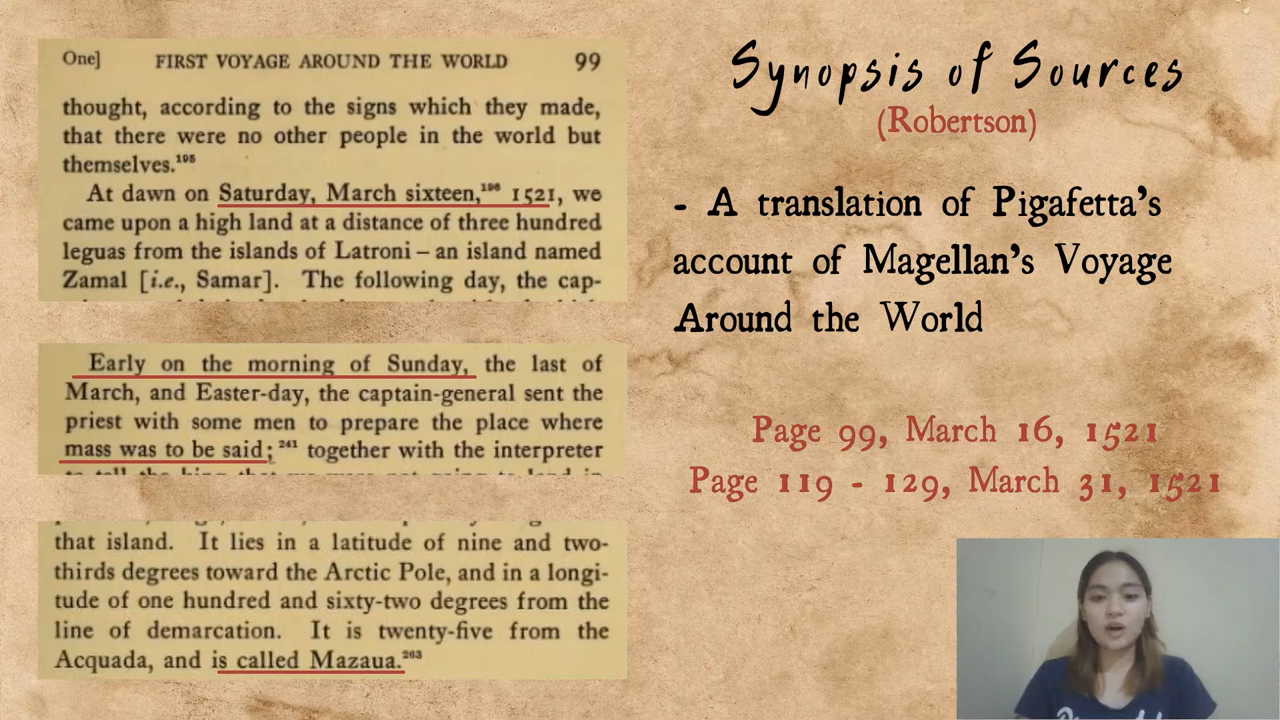 One] FIRST VOYAGE AROUND THE WORLD 99
thought, according to the signs which they made,
that there were no other people in the world but
themselves.¹⁹⁵
At dawn on Saturday, March sixteen,¹⁹⁶ 1521, we
came upon a high land at a distance of three hundred
leguas from the islands of Latroni – an island named
Zamal [i.e., Samar]. The following day, the cap-
Early on the morning of Sunday, the last of
March, and Easter-day, the captain-general sent the
priest with some men to prepare the place where
mass was to be said;²⁴¹ together with the interpreter
that island. It lies in a latitude of nine and two-
thirds degrees toward the Arctic Pole, and in a longi-
tude of one hundred and sixty-two degrees from the
line of demarcation. It is twenty-five from the
Acquada, and is called Mazaua.²⁶³
Synopsis of Sources
(Robertson)
- A translation of Pigafetta's
account of Magellan's Voyage
Around the World
Page 99, March 16, 1521
Page 119 - 129, March 31, 1521